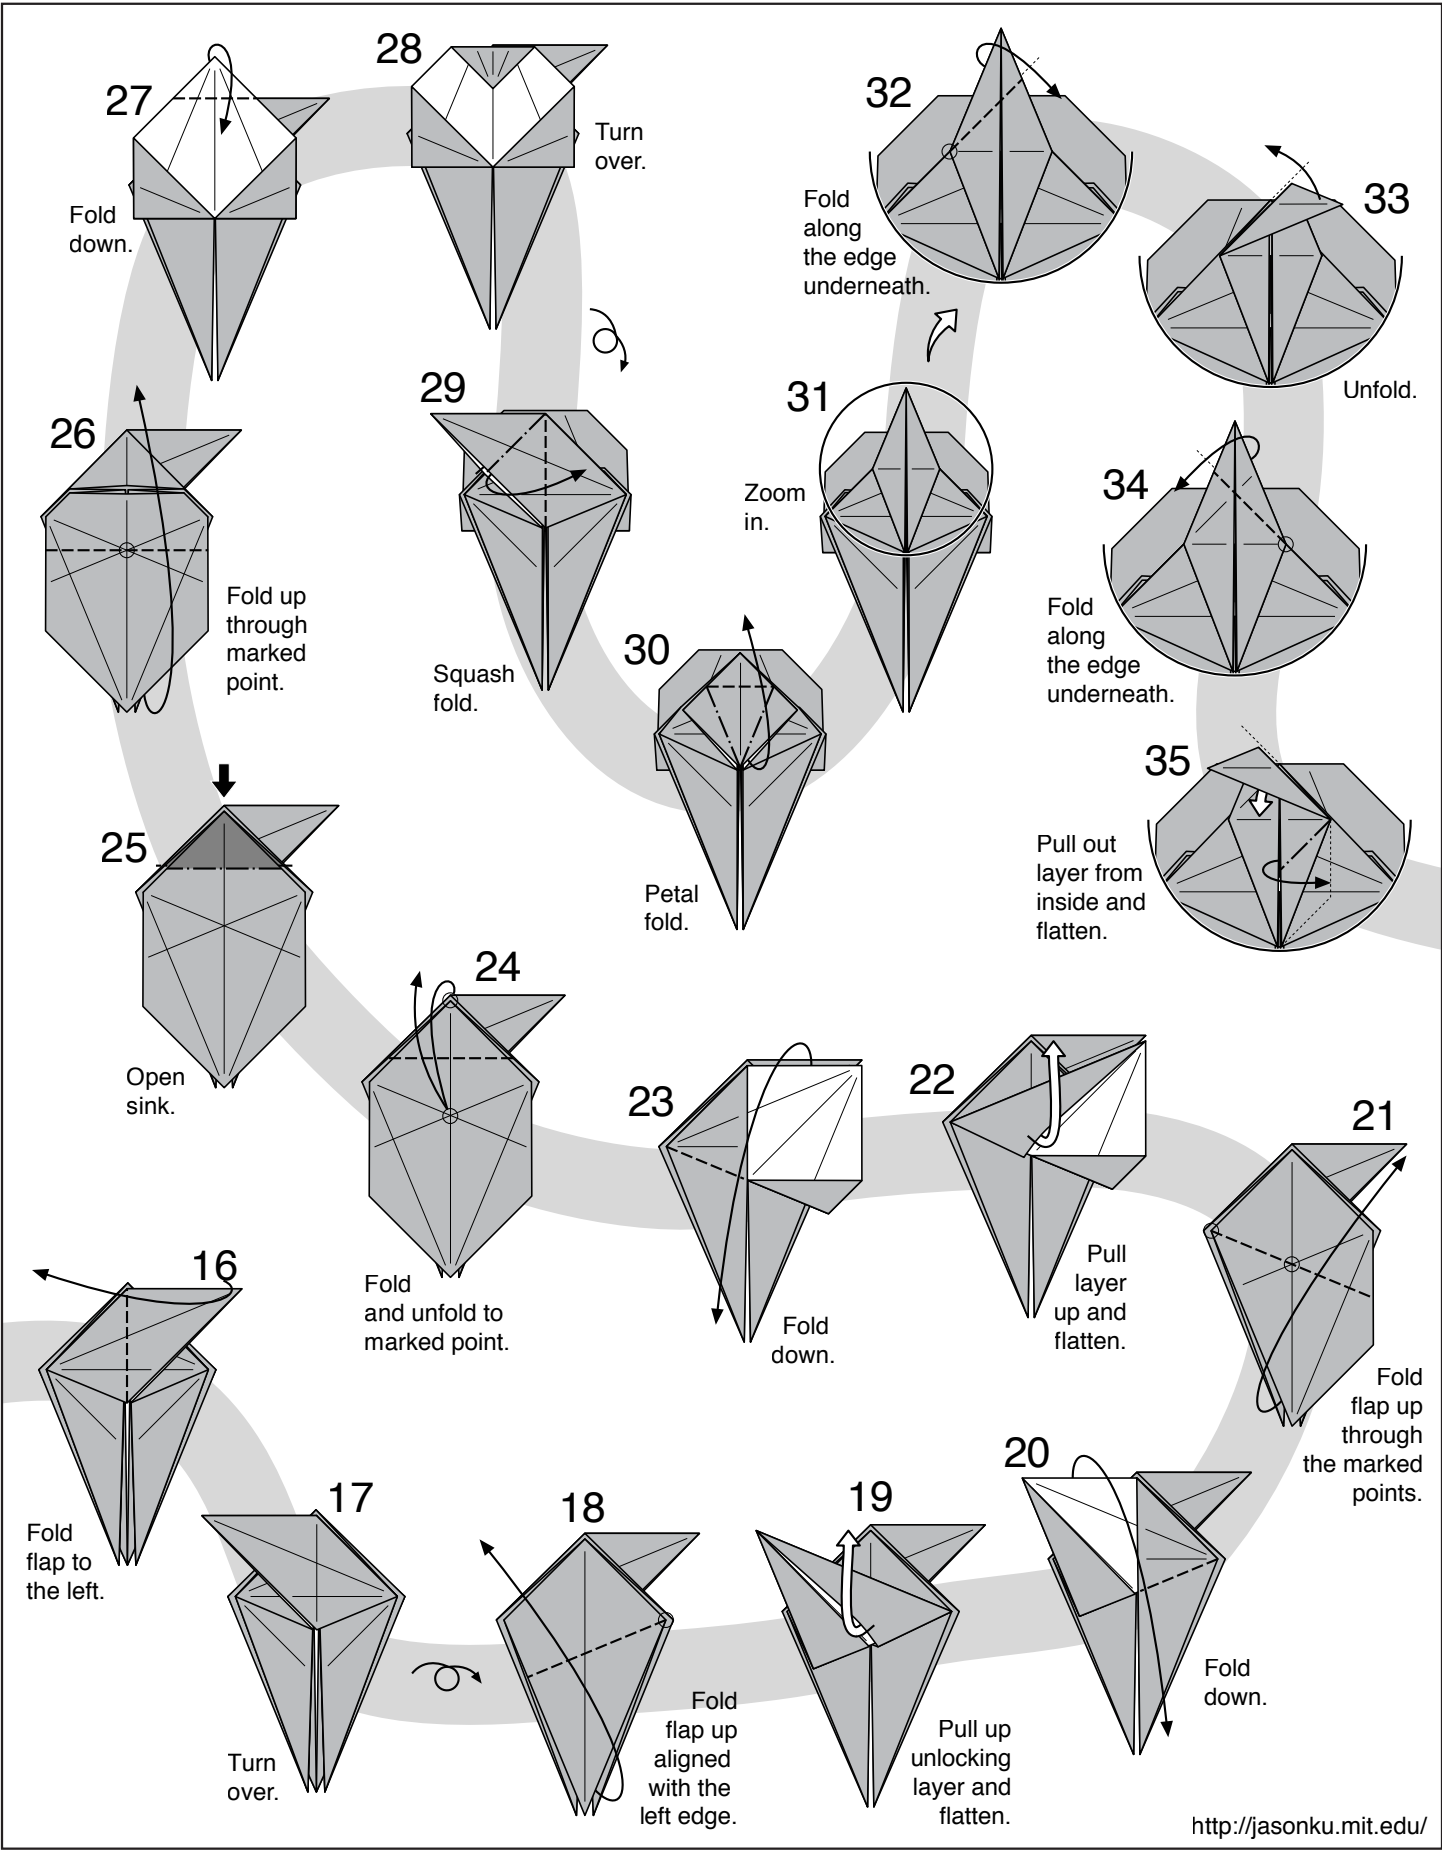 16
Fold
flap to
the left.
17
Turn
over.
18
Fold
flap up
aligned
with the
left edge.
19
Pull up
unlocking
layer and
flatten.
20
Fold
down.
21
Fold
flap up
through
the marked
points.
22
Pull
layer
up and
flatten.
23
Fold
down.
24
Fold
and unfold to
marked point.
25
Open
sink.
26
Fold up
through
marked
point.
27
Fold
down.
28
Turn
over.
29
Squash
fold.
30
Petal
fold.
31
Zoom
in.
32
Fold
along
the edge
underneath.
33
Unfold.
34
Fold
along
the edge
underneath.
35
Pull out
layer from
inside and
flatten.
http://jasonku.mit.edu/